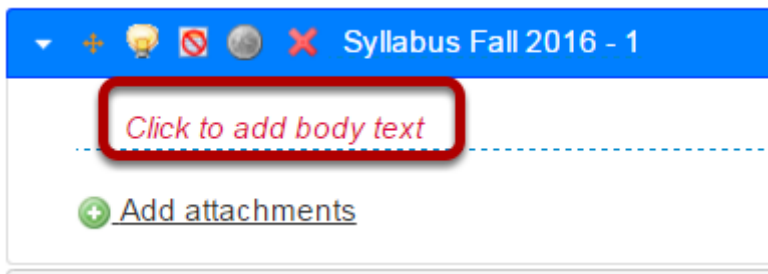 Syllabus Fall 2016 - 1
Click to add body text
Add attachments